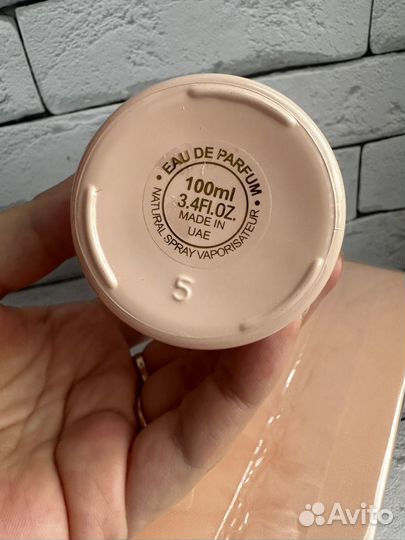 • EAU DE PARFUM •
100ml
3.4Fl.OZ.
MADE IN
UAE
NATURAL SPRAY VAPORISATEUR
5
Avito